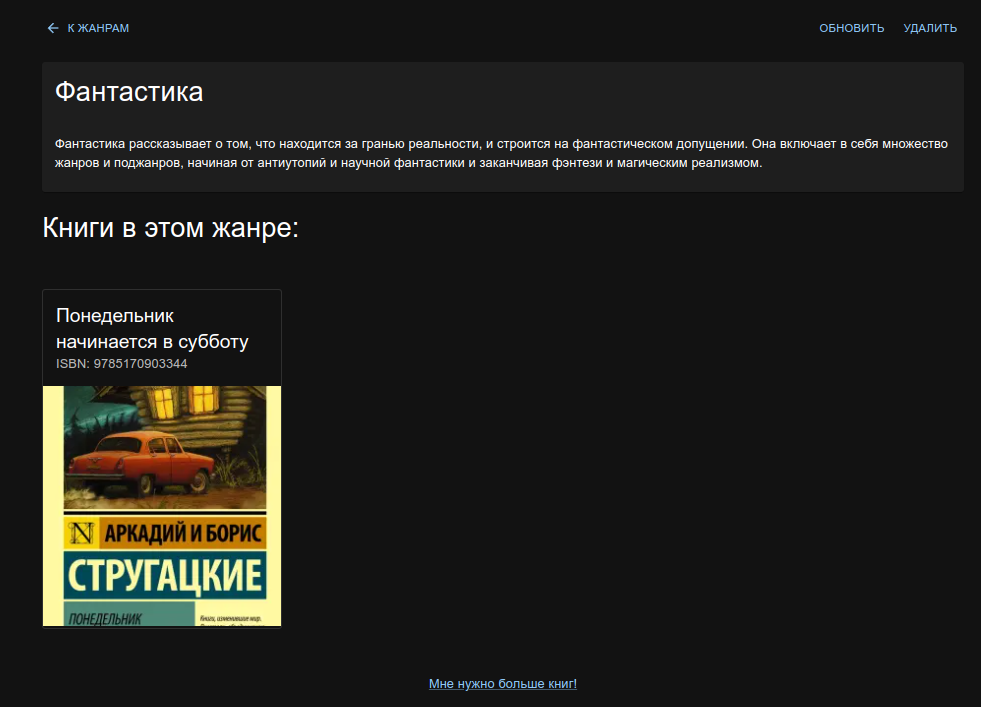 К ЖАНРАМ
ОБНОВИТЬ УДАЛИТЬ
Фантастика
Фантастика рассказывает о том, что находится за гранью реальности, и строится на фантастическом допущении. Она включает в себя множество
жанров и поджанров, начиная от антиутопий и научной фантастики и заканчивая фэнтези и магическим реализмом.
Книги в этом жанре:
Понедельник
начинается в субботу
ISBN: 9785170903344
N АРКАДИЙ И БОРИС
СТРУГАЦКИЕ
ПОНЕДЕЛЬНИК
Книги, изменившие мир.
Мне нужно больше книг!